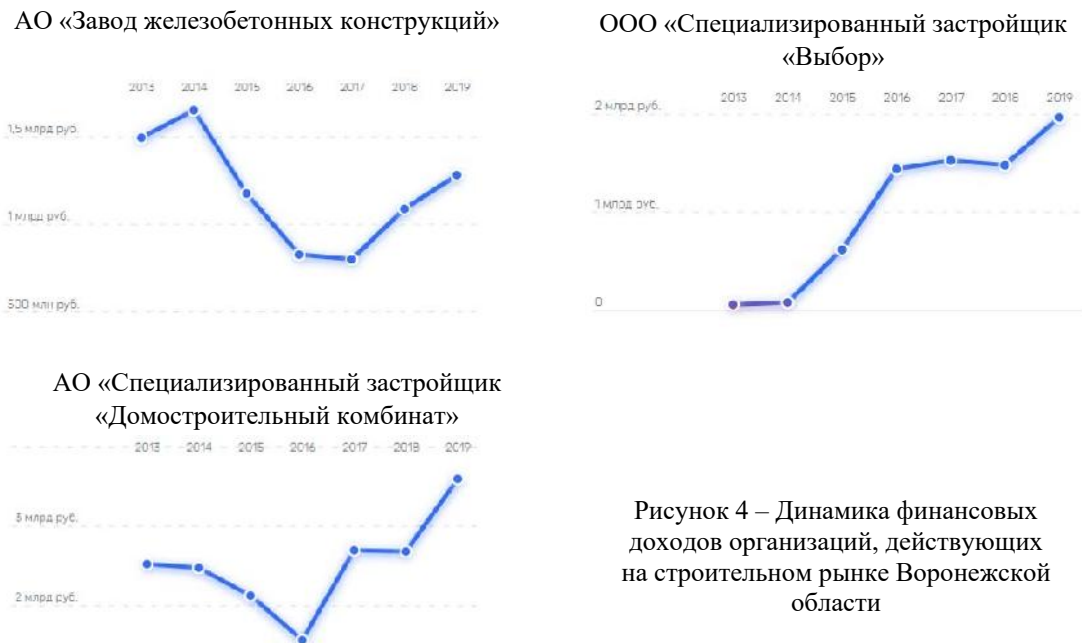 АО «Завод железобетонных конструкций»
2013 2014 2015 2016 2017 2018 2019
1,5 млрд руб.
1 млрд руб.
500 млн руб.
ООО «Специализированный застройщик
«Выбор»
2013 2014 2015 2016 2017 2018 2019
2 млрд руб.
1 млрд руб.
0
АО «Специализированный застройщик
«Домостроительный комбинат»
2013 2014 2015 2016 2017 2018 2019
3 млрд руб.
2 млрд руб.
Рисунок 4 – Динамика финансовых
доходов организаций, действующих
на строительном рынке Воронежской
области